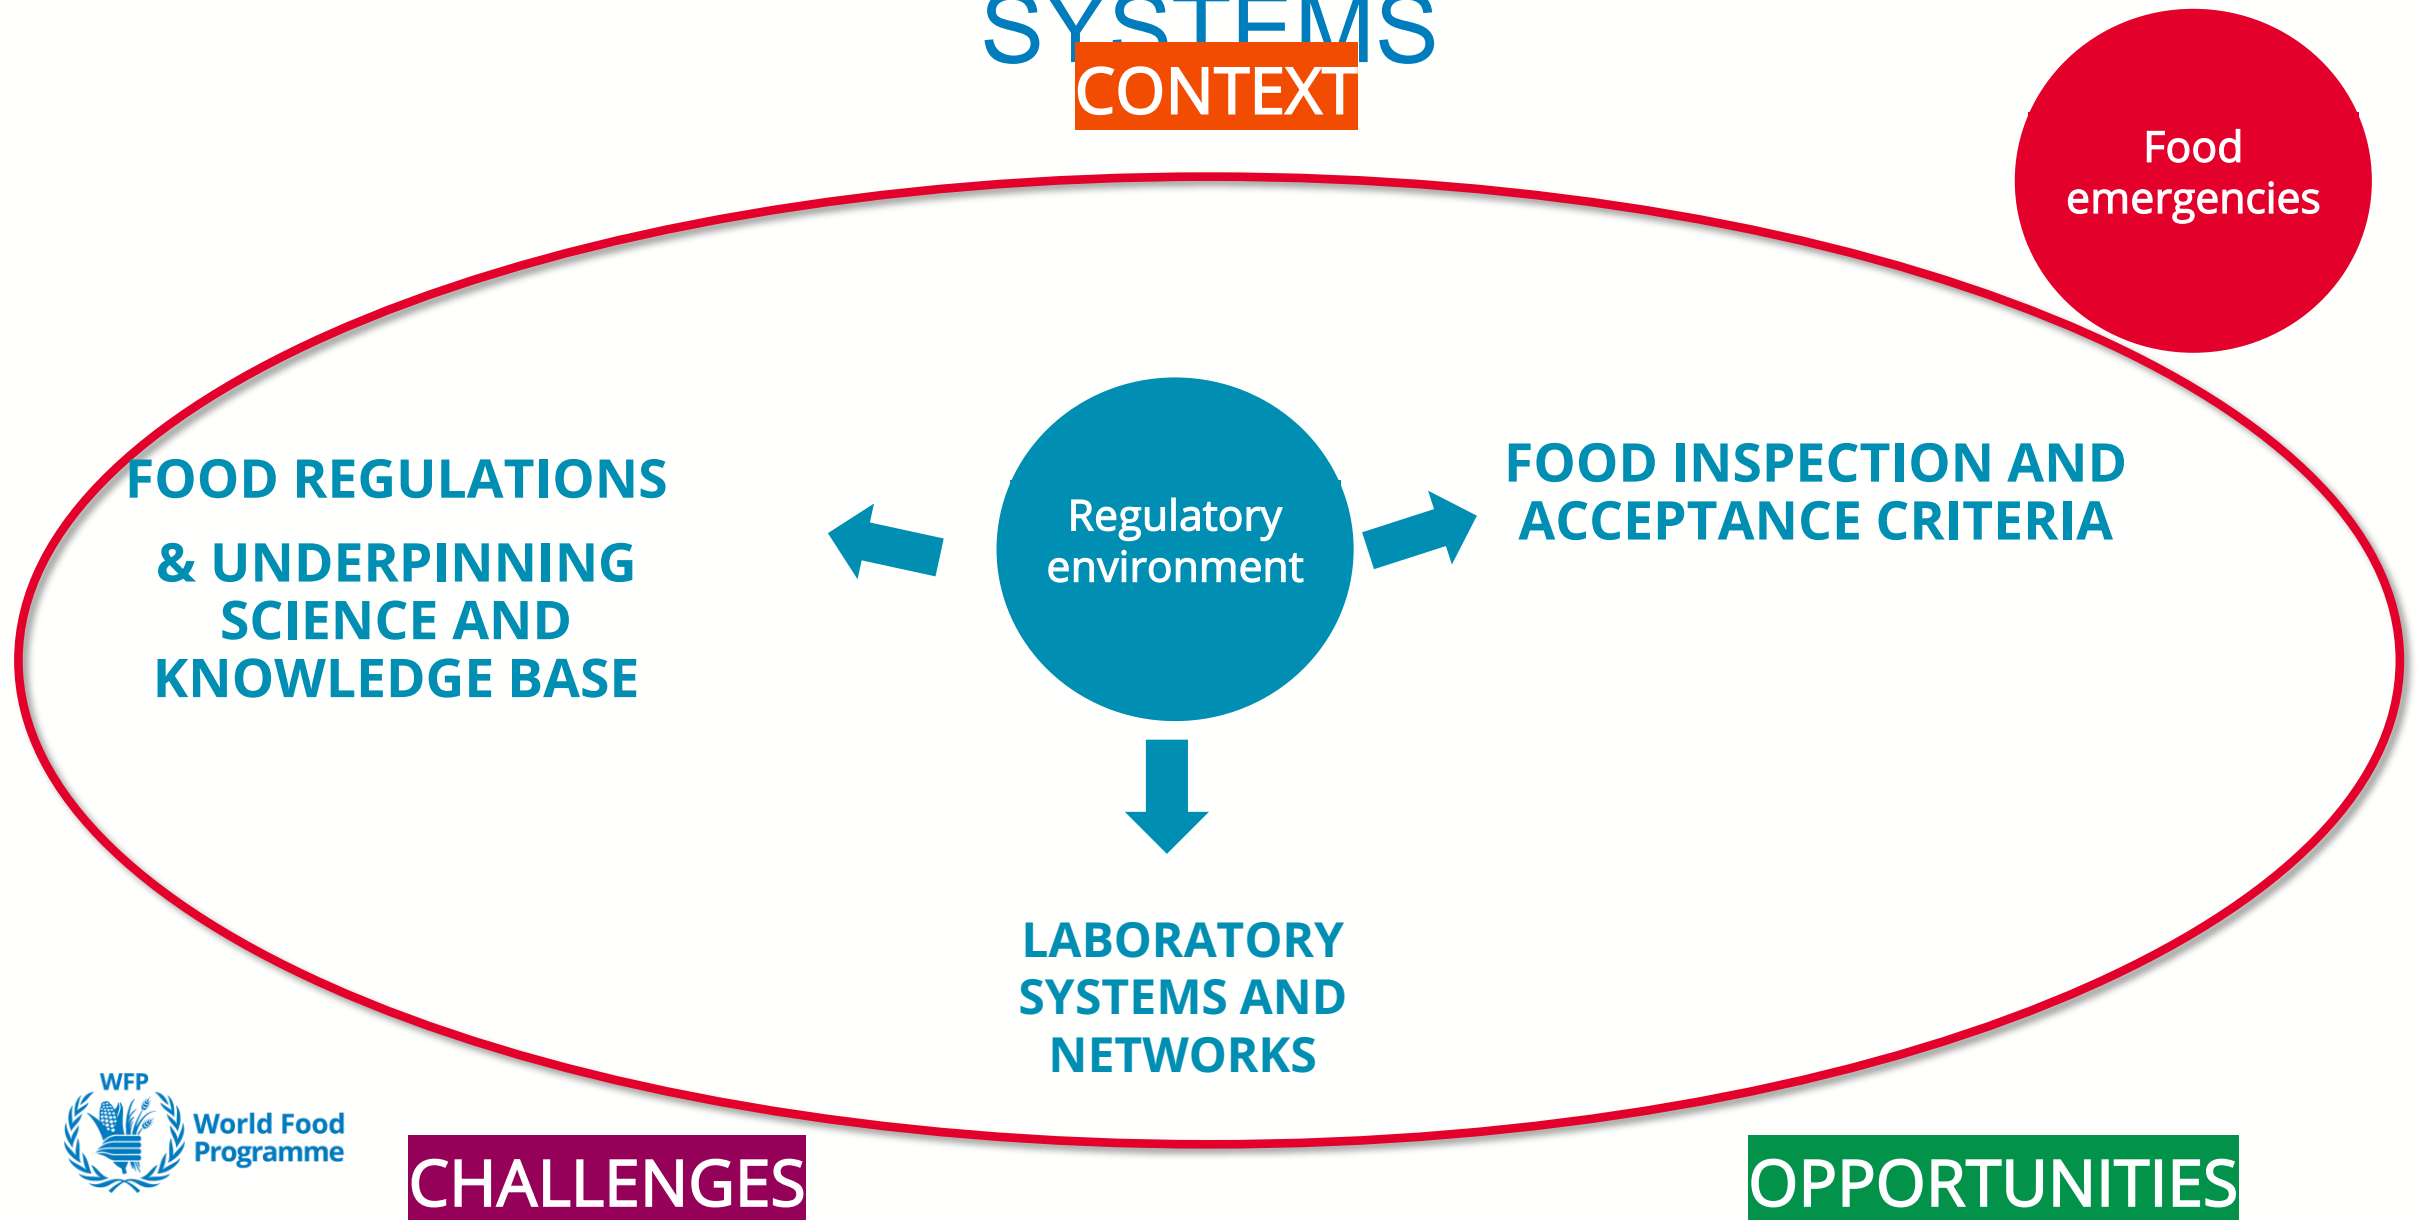 SYSTEMS
CONTEXT
Food
emergencies
FOOD REGULATIONS
& UNDERPINNING
SCIENCE AND
KNOWLEDGE BASE
Regulatory
environment
FOOD INSPECTION AND
ACCEPTANCE CRITERIA
LABORATORY
SYSTEMS AND
NETWORKS
WFP
World Food
Programme
CHALLENGES
OPPORTUNITIES